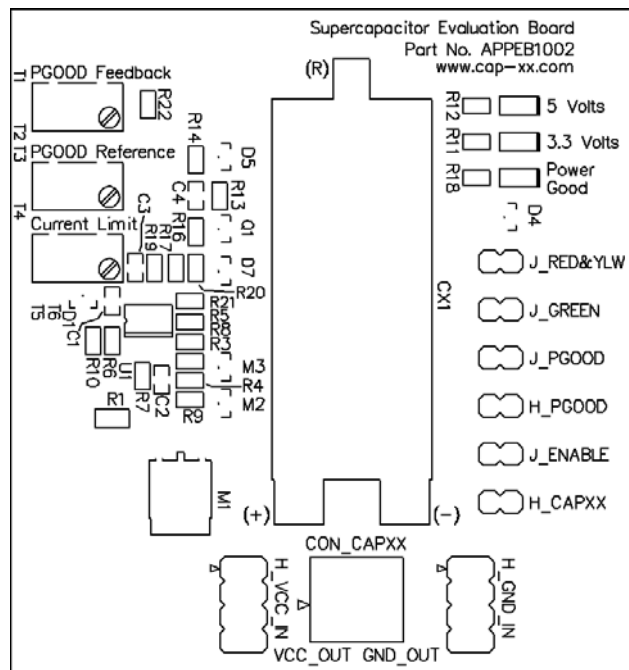 Supercapacitor Evaluation Board
Part No. APPEB1002
www.cap-xx.com
(R)
T1
PGOOD Feedback
T2
R22
T3
PGOOD Reference
T4
Current Limit
R14
D5
C4
R13
R16
Q1
C3
R19
R17
D7
R20
R21
R5
R8
R3
M3
R4
M2
R9
T5
T6
D1
C1
R10
R6
U1
R7
C2
R1
M1
CX1
(+)
(-)
R12
5 Volts
R11
3.3 Volts
R18
Power
Good
D4
J_RED&YLW
J_GREEN
J_PGOOD
H_PGOOD
J_ENABLE
H_CAPXX
CON_CAPXX
H_VCC_IN
H_GND_IN
VCC_OUT GND_OUT